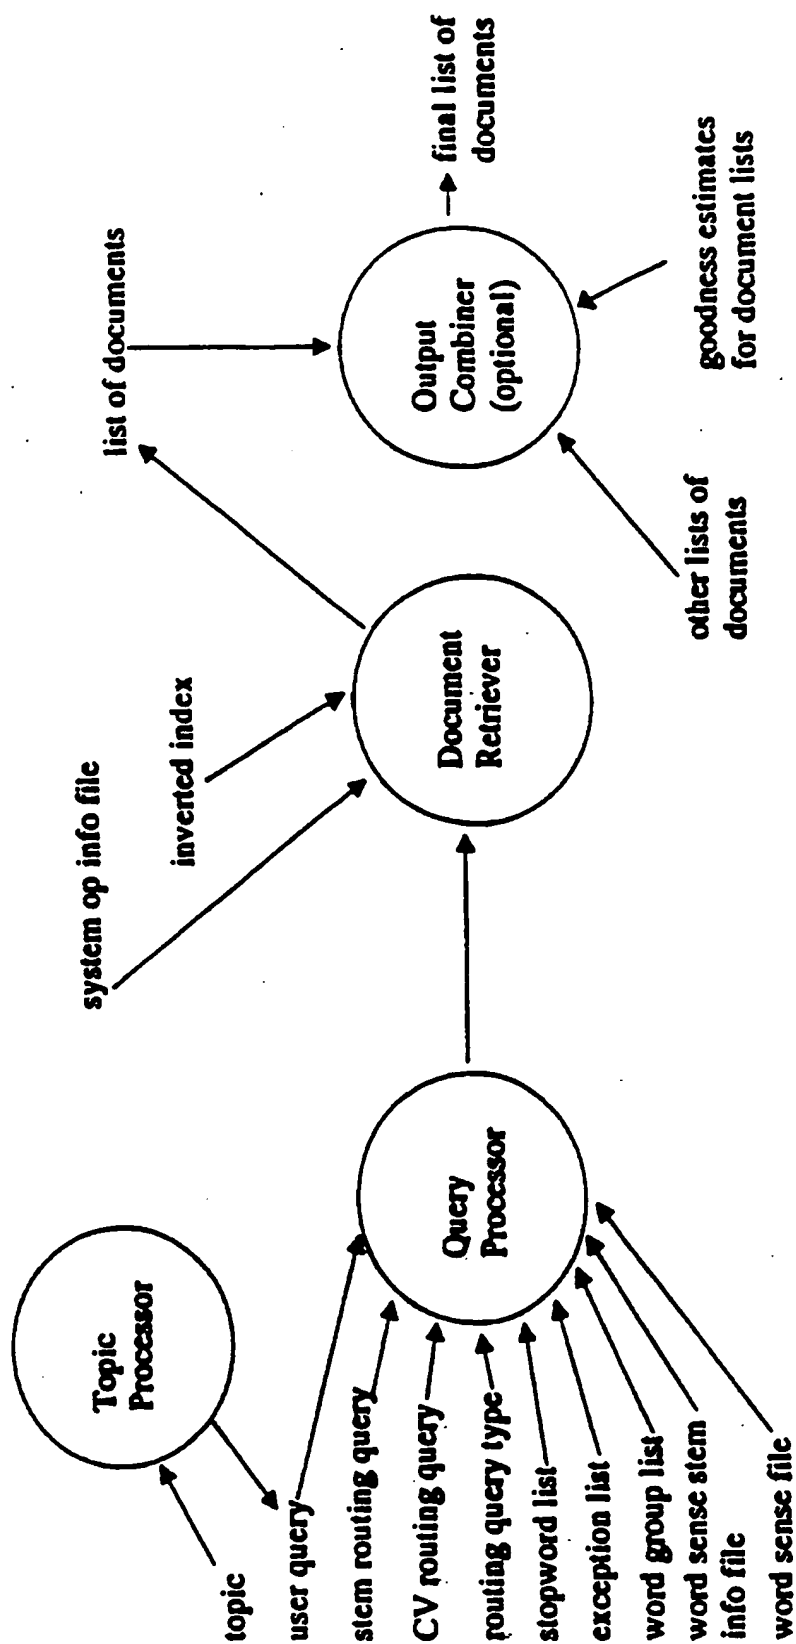 topic
Topic
Processor
user query
stem routing query
CV routing query
routing query type
stopword list
exception list
word group list
word sense stem
info file
word sense file
Query
Processor
system op info file
inverted index
Document
Retriever
list of documents
other lists of
documents
Output
Combiner
(optional)
goodness estimates
for document lists
final list of
documents